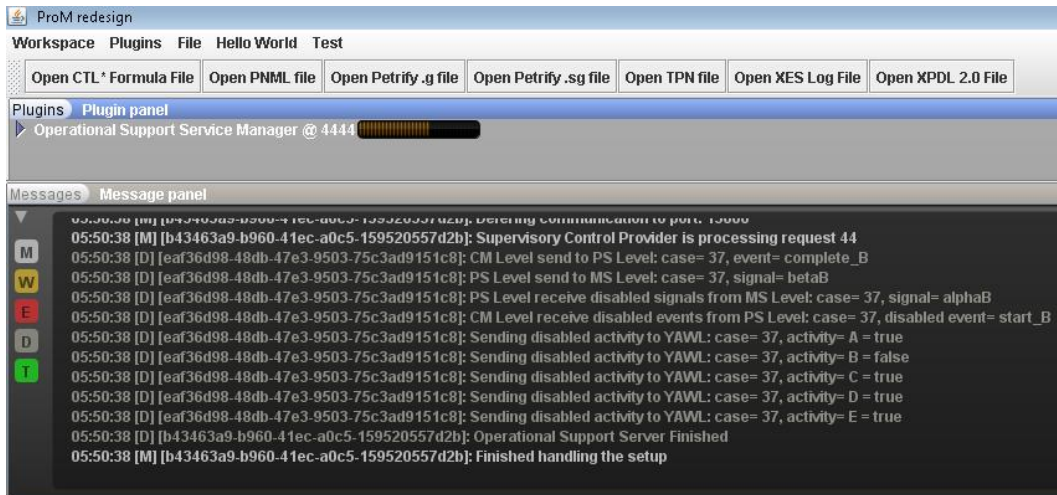 ProM redesign
Workspace Plugins File Hello World Test
Open CTL* Formula File Open PNML file Open Petrify .g file Open Petrify .sg file Open TPN file Open XES Log File Open XPDL 2.0 File
Plugins Plugin panel
Operational Support Service Manager @ 4444
Messages Message panel
05:50:38 [M] [b43463a9-b960-41ec-a0c5-159520557d2b]: Defering communication to port:
05:50:38 [M] [b43463a9-b960-41ec-a0c5-159520557d2b]: Supervisory Control Provider is processing request 44
M
05:50:38 [D] [eaf36d98-48db-47e3-9503-75c3ad9151c8]: CM Level send to PS Level: case= 37, event= complete_B
W
05:50:38 [D] [eaf36d98-48db-47e3-9503-75c3ad9151c8]: PS Level send to MS Level: case= 37, signal= betaB
05:50:38 [D] [eaf36d98-48db-47e3-9503-75c3ad9151c8]: PS Level receive disabled signals from MS Level: case= 37, signal= alphaB
E
05:50:38 [D] [eaf36d98-48db-47e3-9503-75c3ad9151c8]: CM Level receive disabled events from PS Level: case= 37, disabled event= start_B
D
05:50:38 [D] [eaf36d98-48db-47e3-9503-75c3ad9151c8]: Sending disabled activity to YAWL: case= 37, activity= A = true
05:50:38 [D] [eaf36d98-48db-47e3-9503-75c3ad9151c8]: Sending disabled activity to YAWL: case= 37, activity= B = false
T
05:50:38 [D] [eaf36d98-48db-47e3-9503-75c3ad9151c8]: Sending disabled activity to YAWL: case= 37, activity= C = true
05:50:38 [D] [eaf36d98-48db-47e3-9503-75c3ad9151c8]: Sending disabled activity to YAWL: case= 37, activity= D = true
05:50:38 [D] [eaf36d98-48db-47e3-9503-75c3ad9151c8]: Sending disabled activity to YAWL: case= 37, activity= E = true
05:50:38 [D] [b43463a9-b960-41ec-a0c5-159520557d2b]: Operational Support Server Finished
05:50:38 [M] [b43463a9-b960-41ec-a0c5-159520557d2b]: Finished handling the setup